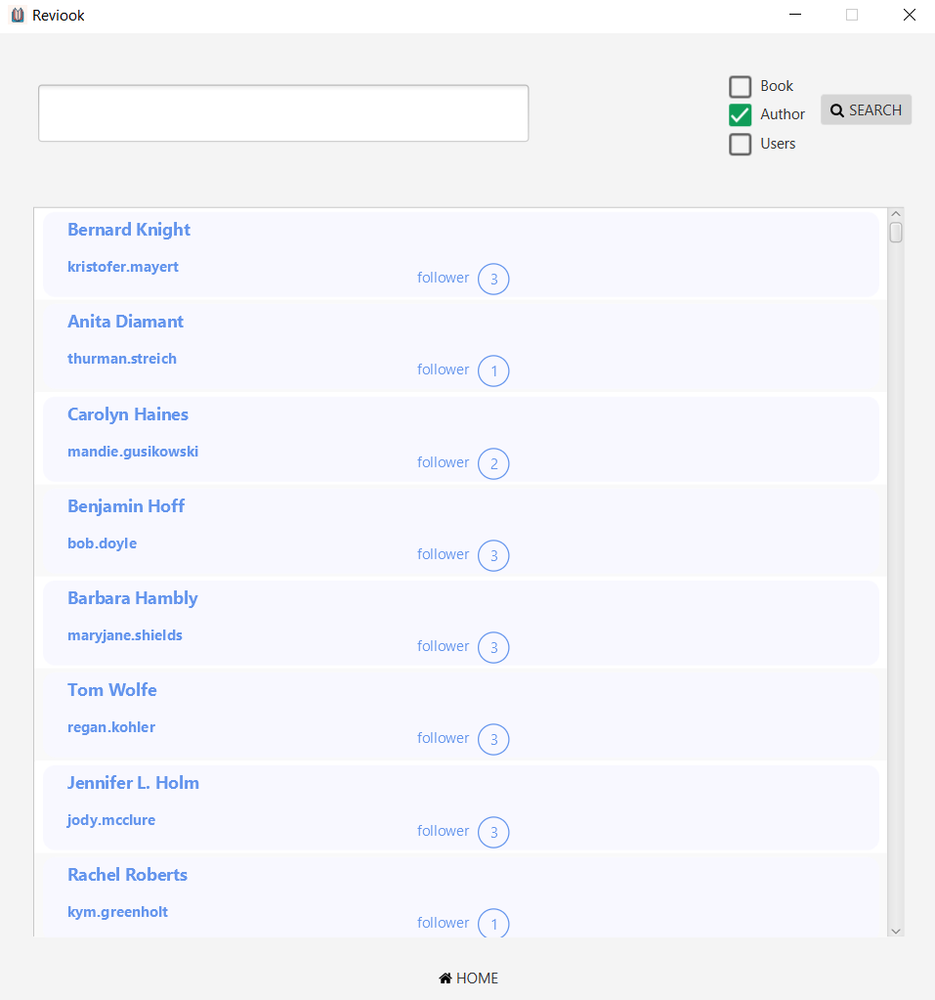 Reviook
Book
Author
Users
SEARCH
Bernard Knight
kristofer.mayert
follower 3
Anita Diamant
thurman.streich
follower 1
Carolyn Haines
mandie.gusikowski
follower 2
Benjamin Hoff
bob.doyle
follower 3
Barbara Hambly
maryjane.shields
follower 3
Tom Wolfe
regan.kohler
follower 3
Jennifer L. Holm
jody.mcclure
follower 3
Rachel Roberts
kym.greenholt
follower 1
HOME